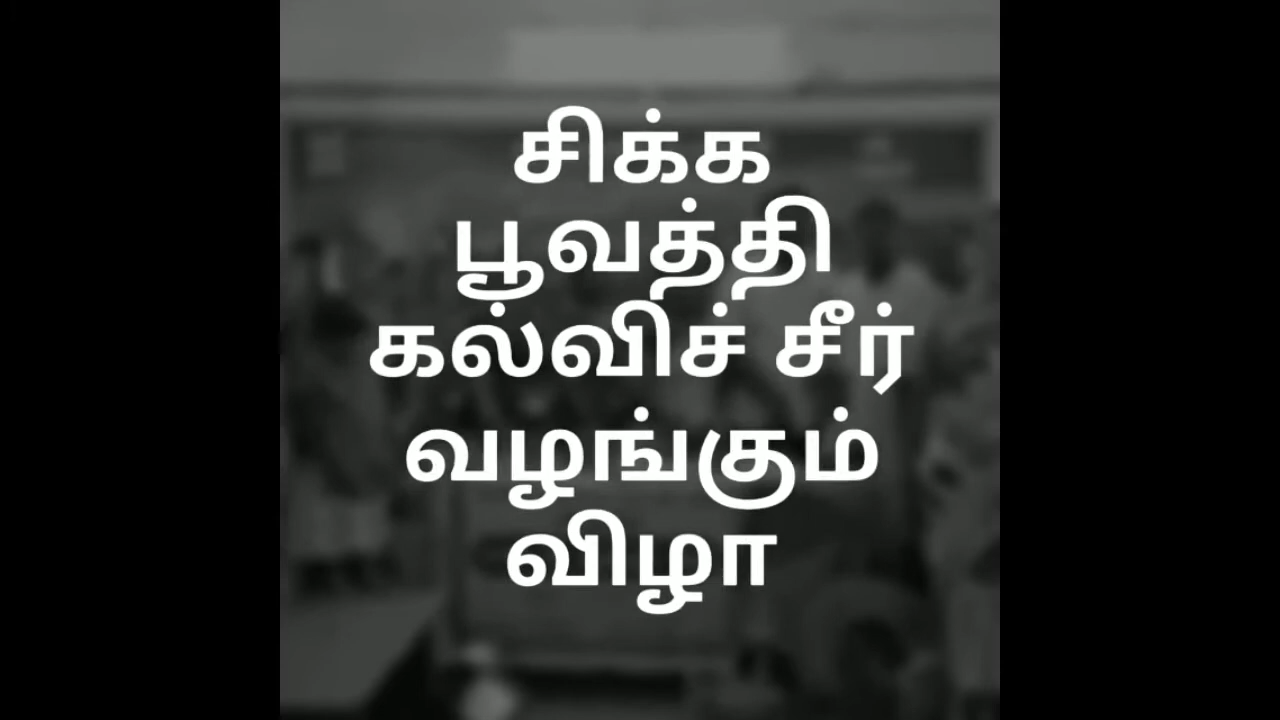 சிக்க
பூவத்தி
கல்விச் சீர்
வழங்கும்
விழா